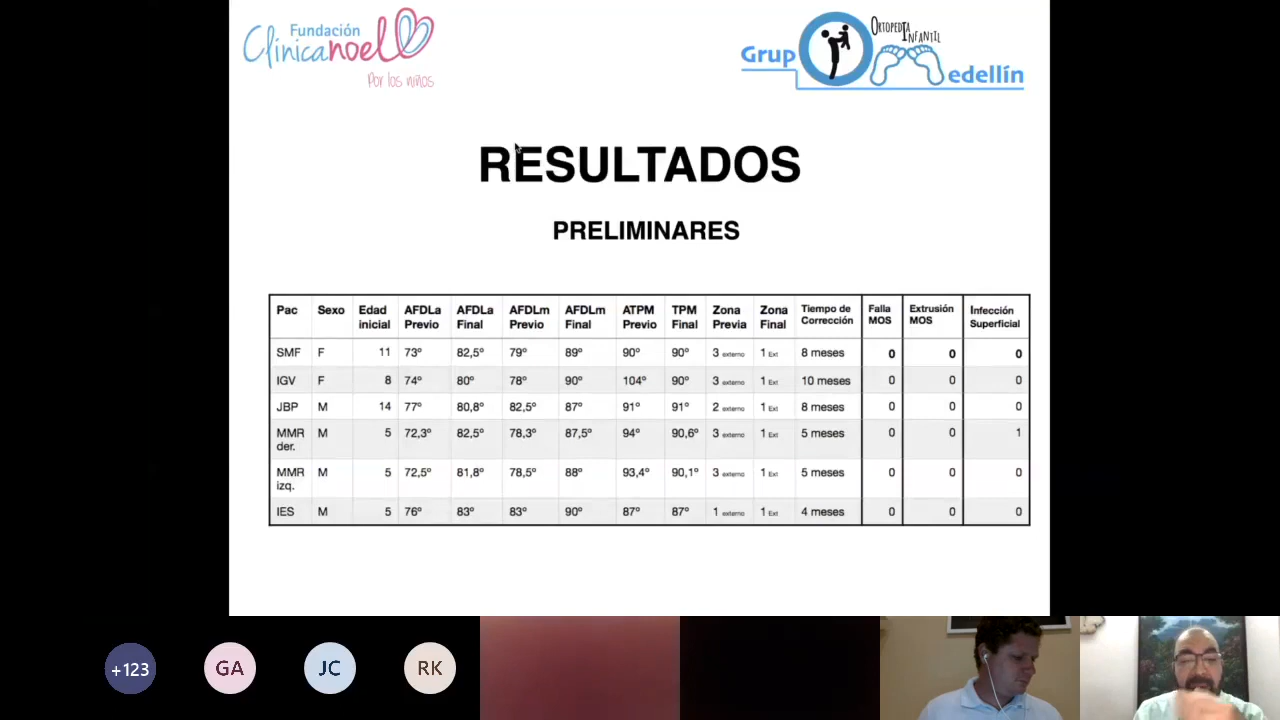 Fundación
Clínicanoel
Por los niños
ORTOPEDIA INFANTIL
Grup Medellín
RESULTADOS
PRELIMINARES
Pac Sexo Edad inicial AFDLa Previo AFDLa Final AFDLm Previo AFDLm Final ATPM Previo TPM Final Zona Previa Zona Final Tiempo de Corrección Falla MOS Extrusión MOS Infección Superficial
SMF F 11 73º 82,5º 79º 89º 90º 90º 3 externo 1 Ext 8 meses 0 0 0
IGV F 8 74º 80º 78º 90º 104º 90º 3 externo 1 Ext 10 meses 0 0 0
JBP M 14 77º 80,8º 82,5º 87º 91º 91º 2 externo 1 Ext 8 meses 0 0 0
MMR der. M 5 72,3º 82,5º 78,3º 87,5º 94º 90,6º 3 externo 1 Ext 5 meses 0 0 1
MMR izq. M 5 72,5º 81,8º 78,5º 88º 93,4º 90,1º 3 externo 1 Ext 5 meses 0 0 0
IES M 5 76º 83º 83º 90º 87º 87º 1 externo 1 Ext 4 meses 0 0 0
+123 GA JC RK